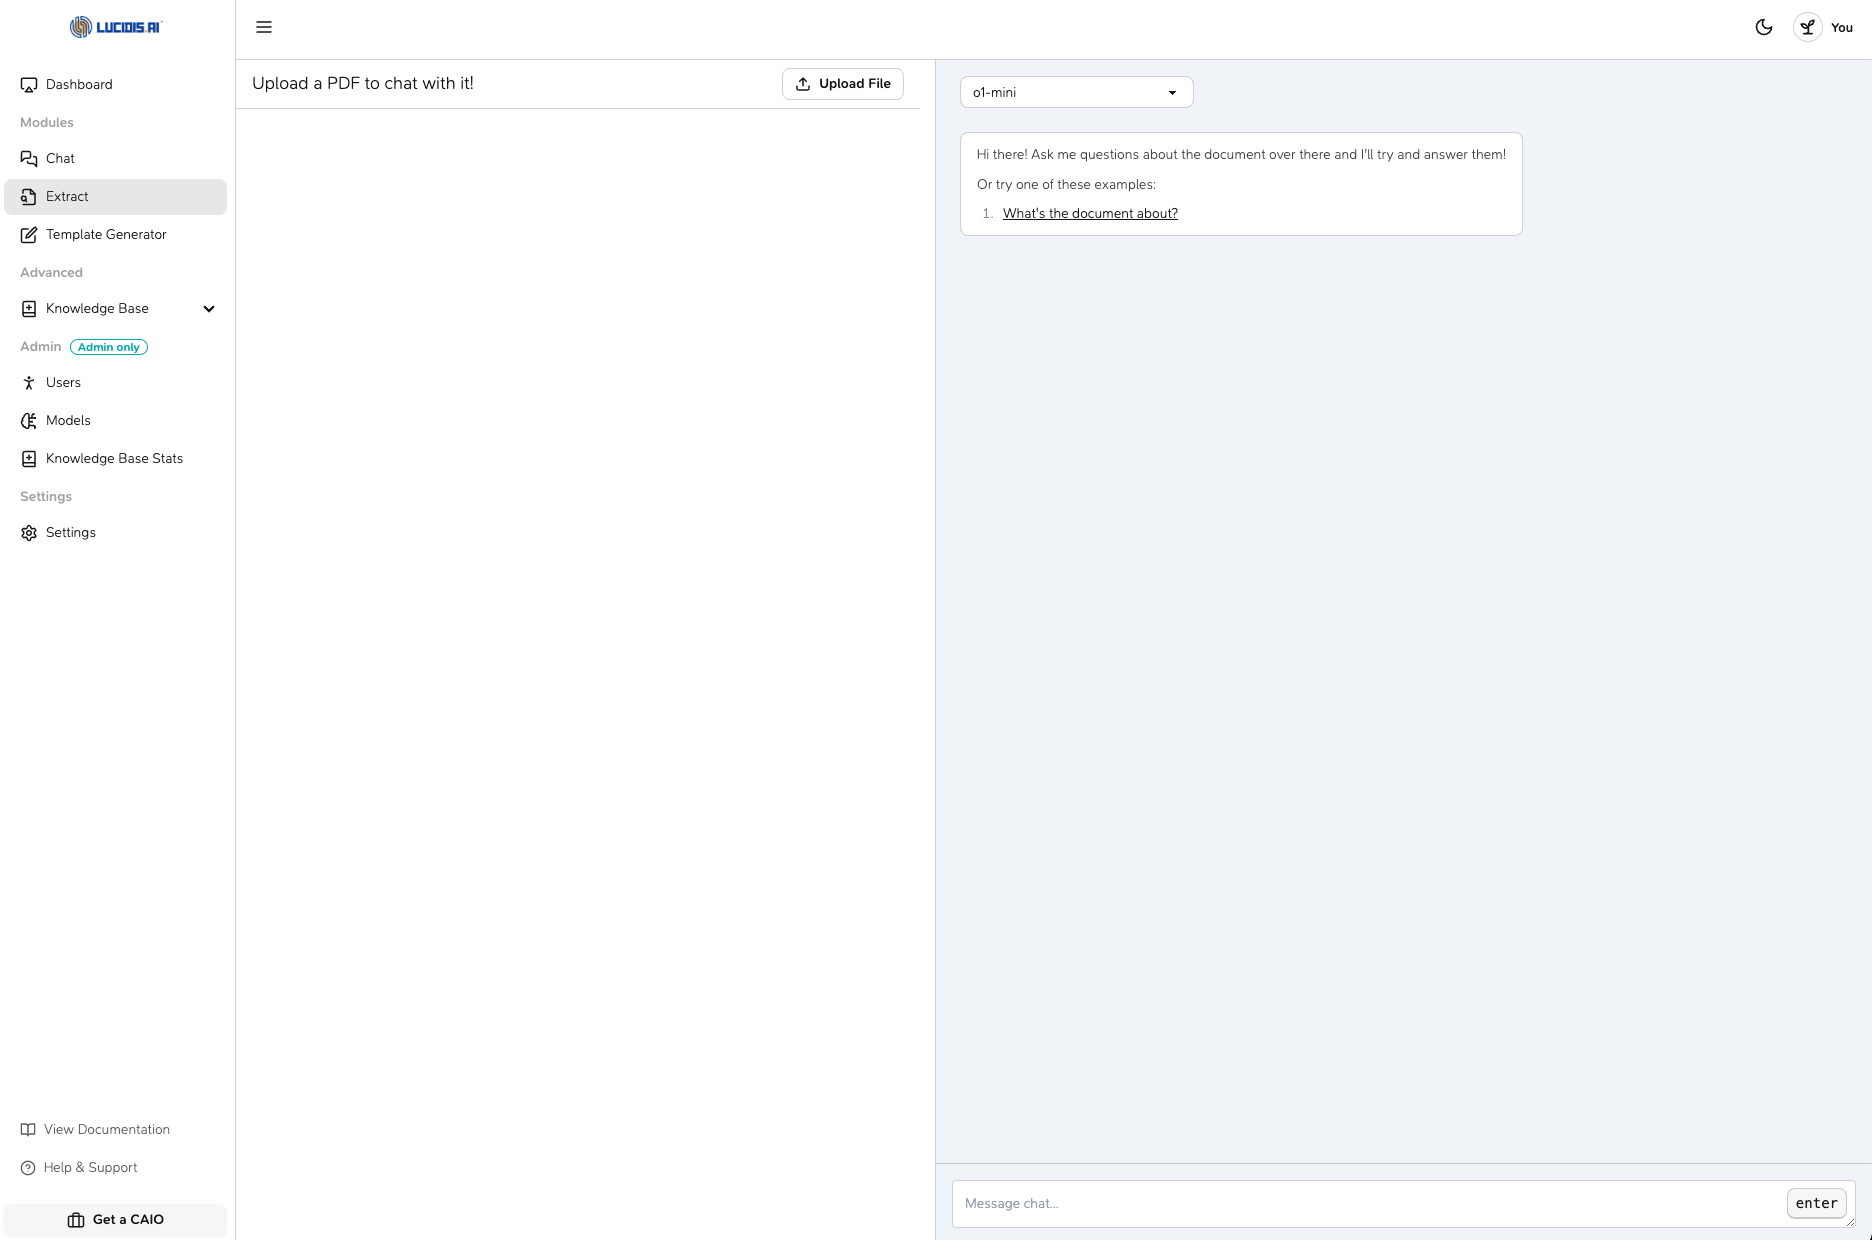 LUCIDIS.AI
Dashboard
Modules
Chat
Extract
Template Generator
Advanced
Knowledge Base
Admin Admin only
Users
Models
Knowledge Base Stats
Settings
Settings
View Documentation
Help & Support
Get a CAIO
You
Upload a PDF to chat with it!
Upload File
o1-mini
Hi there! Ask me questions about the document over there and I'll try and answer them!
Or try one of these examples:
1. What's the document about?
Message chat...
enter